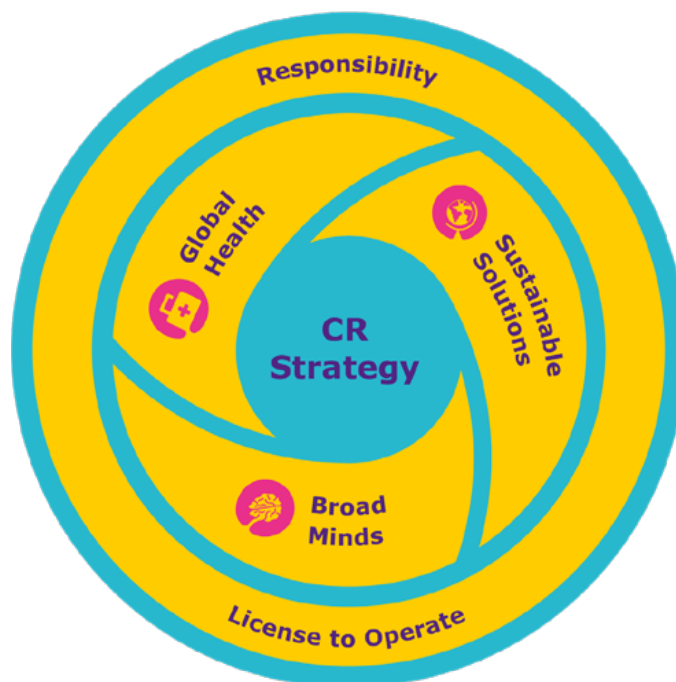 Responsibility
Global
Health
Sustainable
Solutions
CR
Strategy
Broad
Minds
License to Operate